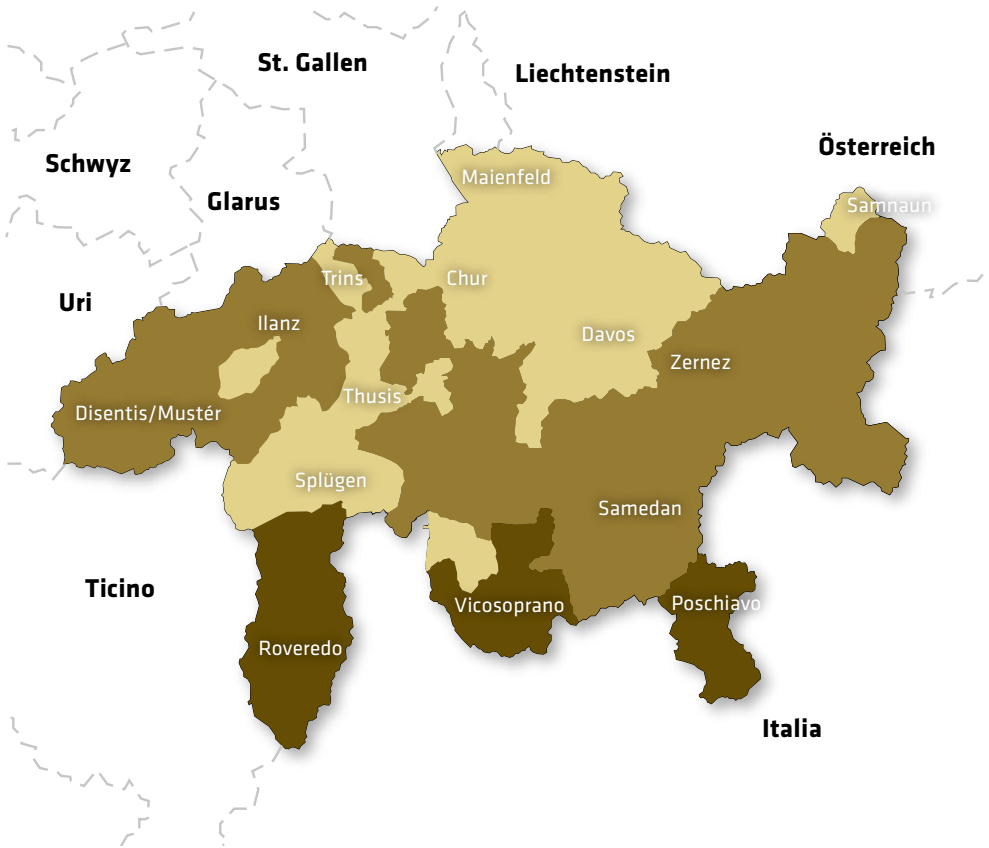 St. Gallen
Liechtenstein
Österreich
Schwyz
Maienfeld
Glarus
Samnaun
Trins
Chur
Uri
Ilanz
Davos
Zernez
Thusis
Disentis/Mustér
Splügen
Samedan
Ticino
Vicosoprano
Poschiavo
Roveredo
Italia